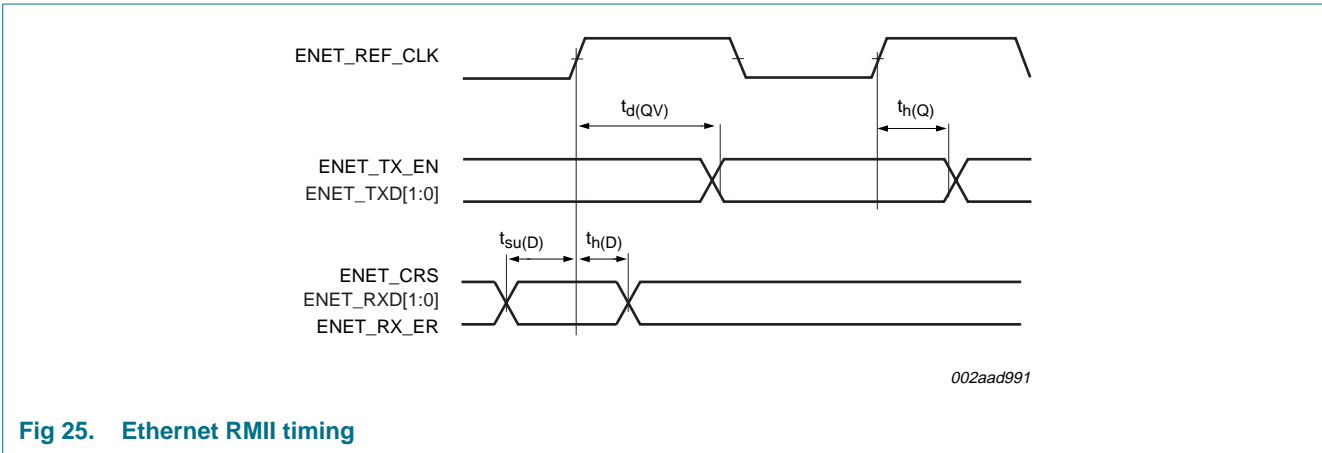 ENET_REF_CLK
td(QV)
th(Q)
ENET_TX_EN
ENET_TXD[1:0]
tsu(D)
th(D)
ENET_CRS
ENET_RXD[1:0]
ENET_RX_ER
002aad991
Fig 25. Ethernet RMII timing